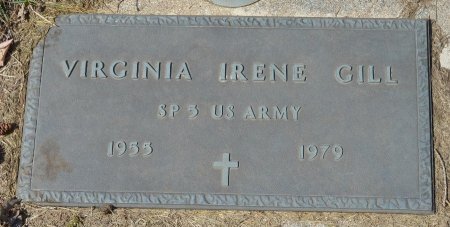 VIRGINIA IRENE GILL
SP 5 US ARMY
1955 1979